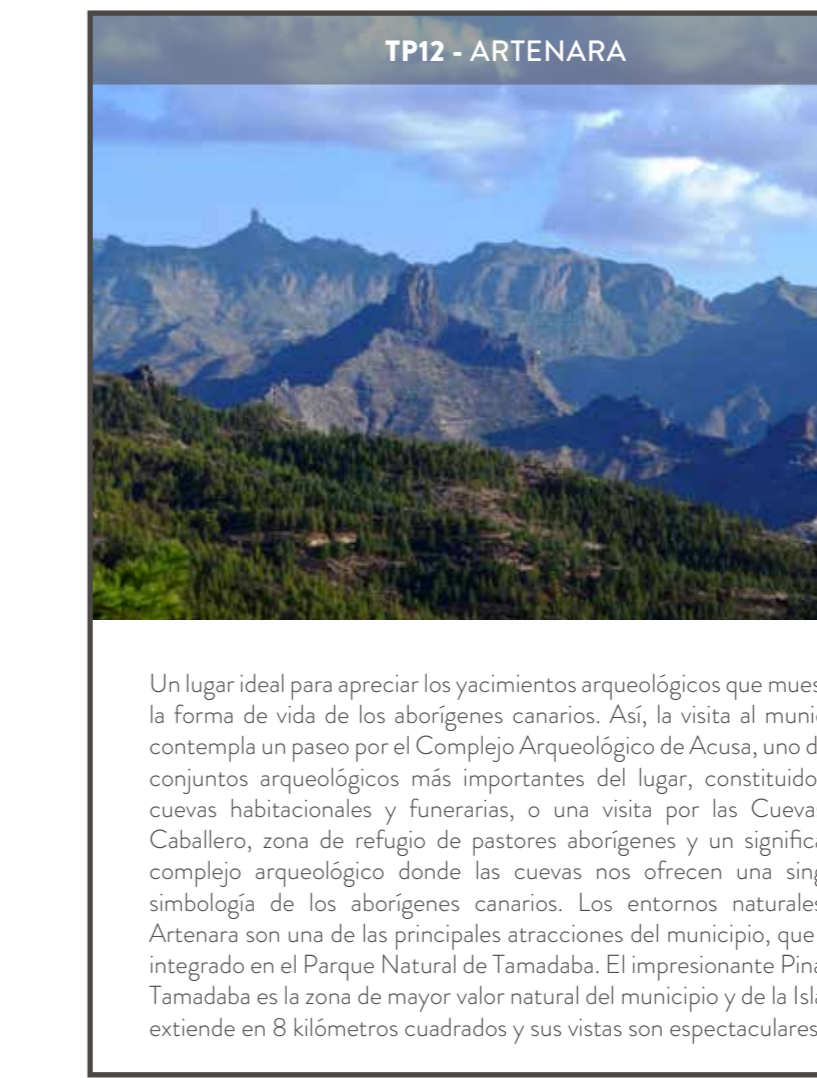 TP12 - ARTENARA
Un lugar ideal para apreciar los yacimientos arqueológicos que mues
la forma de vida de los aborígenes canarios. Así, la visita al muni
contempla un paseo por el Complejo Arqueológico de Acusa, uno d
conjuntos arqueológicos más importantes del lugar, constituido
cuevas habitacionales y funerarias, o una visita por las Cueva
Caballero, zona de refugio de pastores aborígenes y un signific
complejo arqueológico donde las cuevas nos ofrecen una sing
simbología de los aborígenes canarios. Los entornos naturales
Artenara son una de las principales atracciones del municipio, que
integrado en el Parque Natural de Tamadaba. El impresionante Pina
Tamadaba es la zona de mayor valor natural del municipio y de la Isl
extiende en 8 kilómetros cuadrados y sus vistas son espectaculares